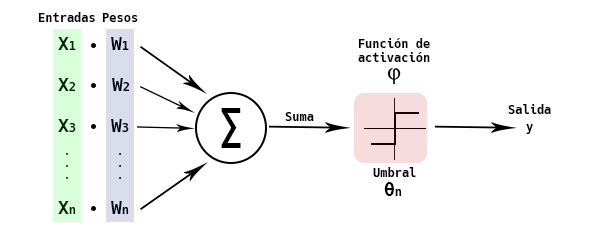 Entradas Pesos
X1 • W1
X2 • W2
X3 • W3
. .
. .
. .
Xn • Wn
Σ
Suma
Función de
activación
φ
Umbral
θn
Salida
y